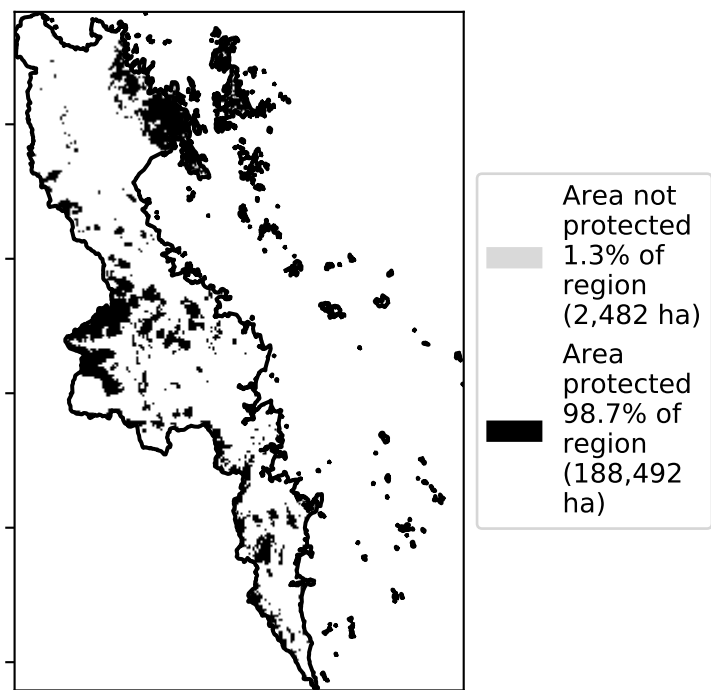 Area not
protected
1.3% of
region
(2,482 ha)
Area
protected
98.7% of
region
(188,492
ha)